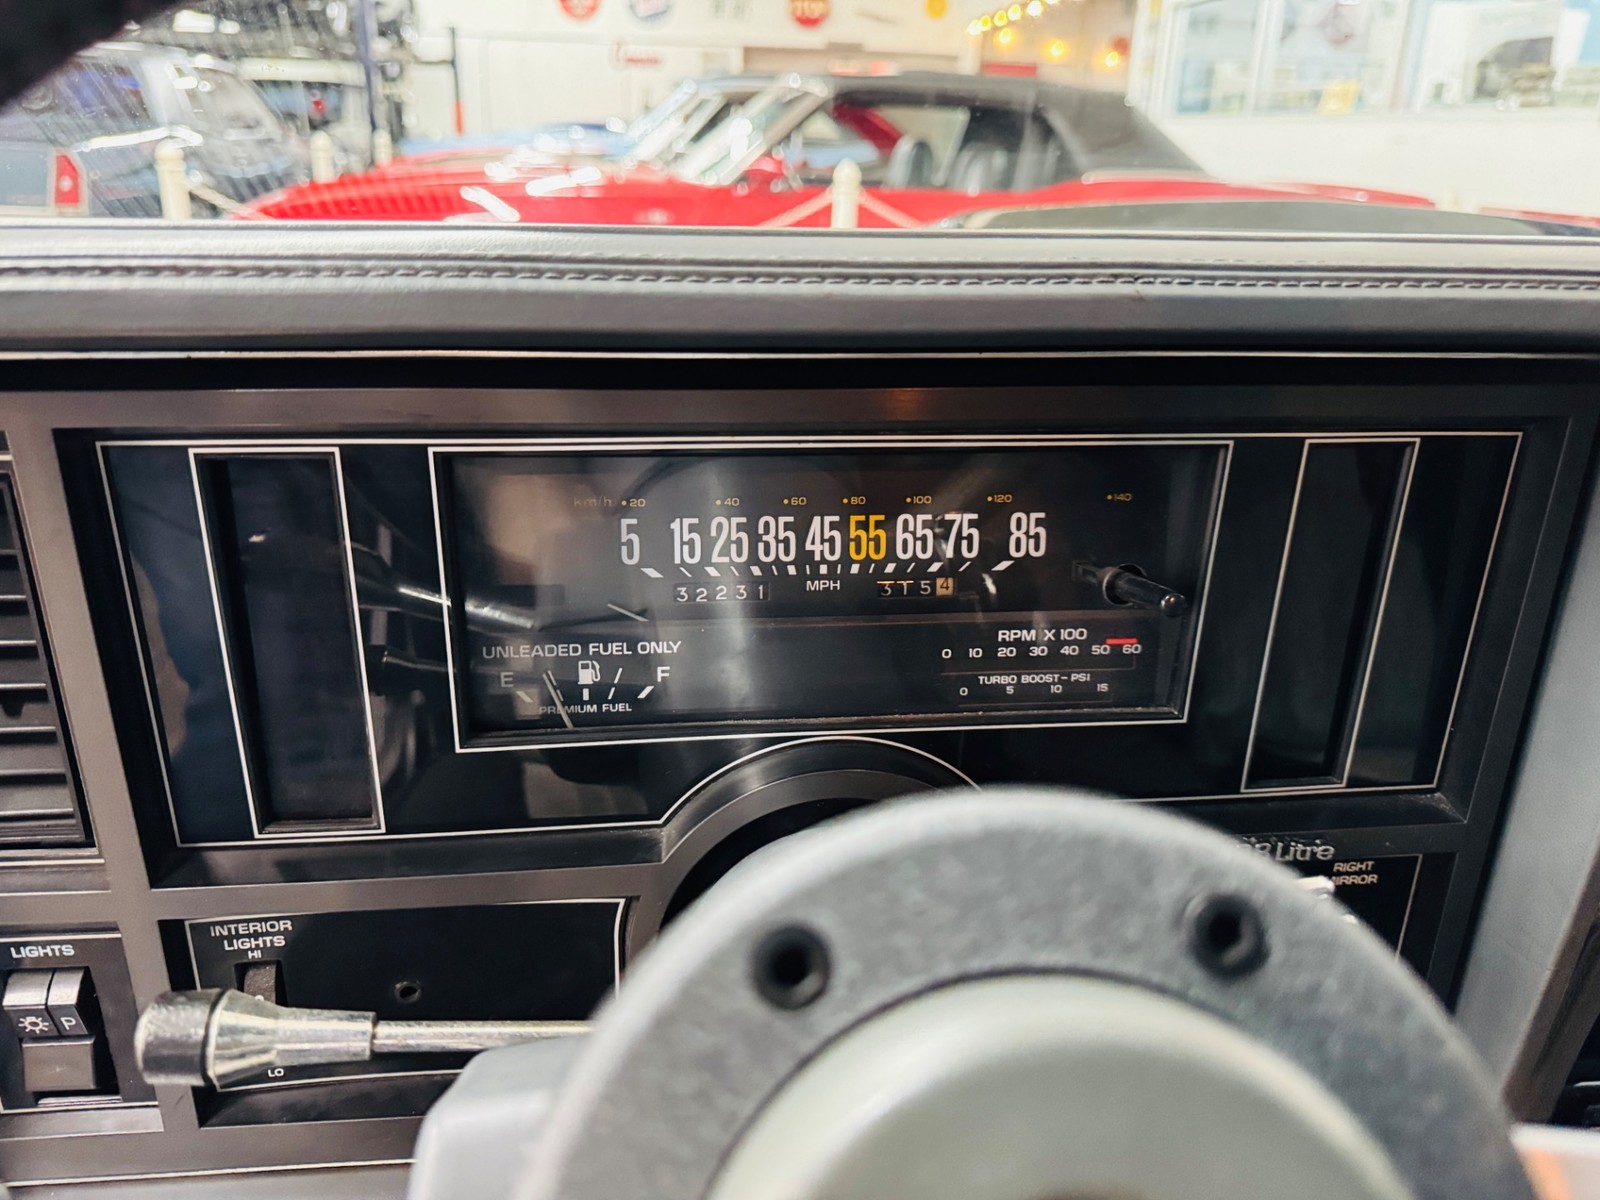 km/h 20 40 60 80 100 120 140
5 15 25 35 45 55 65 75 85
32231 MPH 3154
UNLEADED FUEL ONLY
E F
PREMIUM FUEL
RPM X 100
0 10 20 30 40 50 60
TURBO BOOST-PSI
0 5 10 15
Litre
RIGHT
MIRROR
INTERIOR
LIGHTS
HI
LO
LIGHTS
P